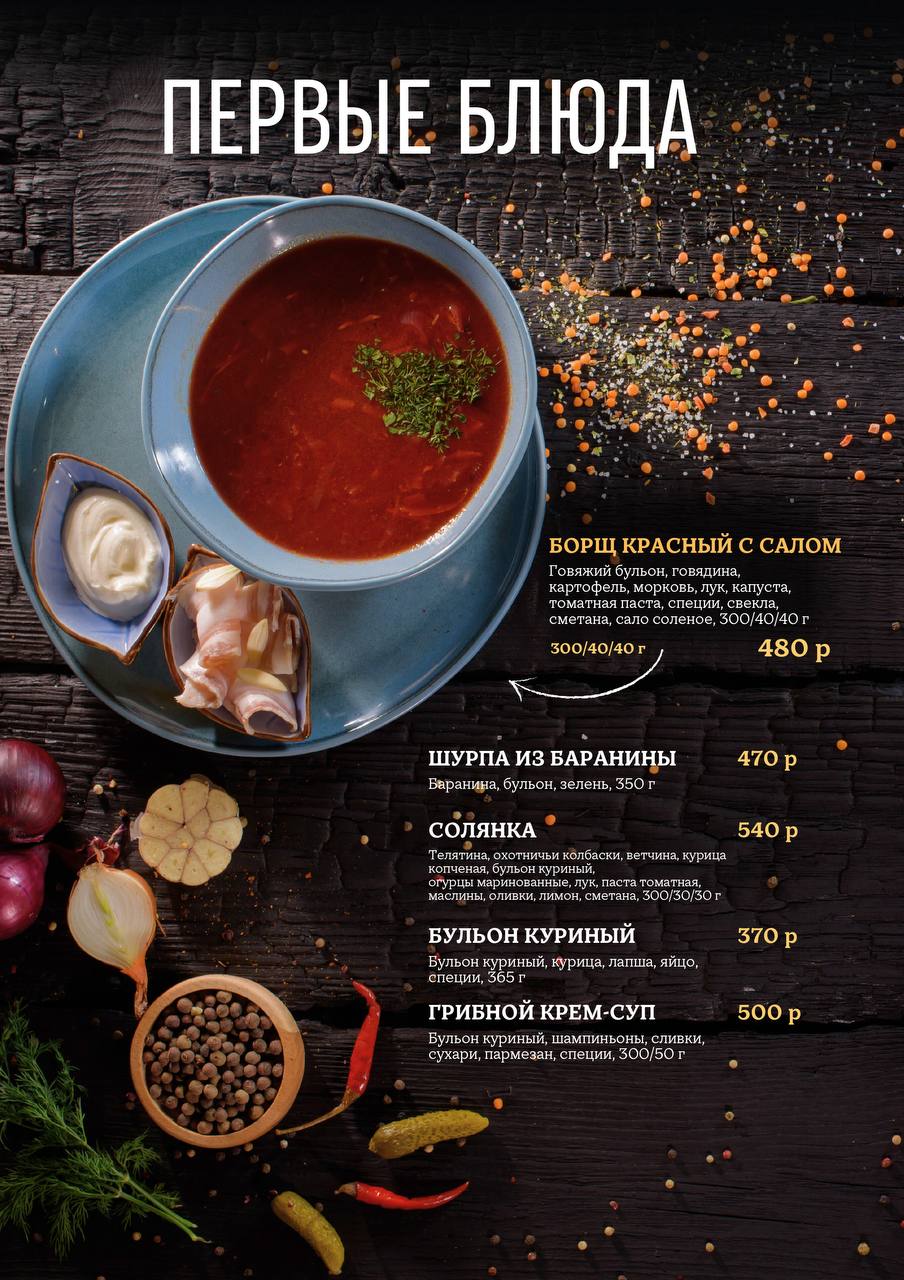 ПЕРВЫЕ БЛЮДА
БОРЩ КРАСНЫЙ С САЛОМ
Говяжий бульон, говядина,
картофель, морковь, лук, капуста,
томатная паста, специи, свекла,
сметана, сало соленое, 300/40/40 г
300/40/40 г 480 р
ШУРПА ИЗ БАРАНИНЫ 470 р
Баранина, бульон, зелень, 350 г
СОЛЯНКА 540 р
Телятина, охотничьи колбаски, ветчина, курица
копченая, бульон куриный,
огурцы маринованные, лук, паста томатная,
маслины, оливки, лимон, сметана, 300/30/30 г
БУЛЬОН КУРИНЫЙ 370 р
Бульон куриный, курица, лапша, яйцо,
специи, 365 г
ГРИБНОЙ КРЕМ-СУП 500 р
Бульон куриный, шампиньоны, сливки,
сухари, пармезан, специи, 300/50 г